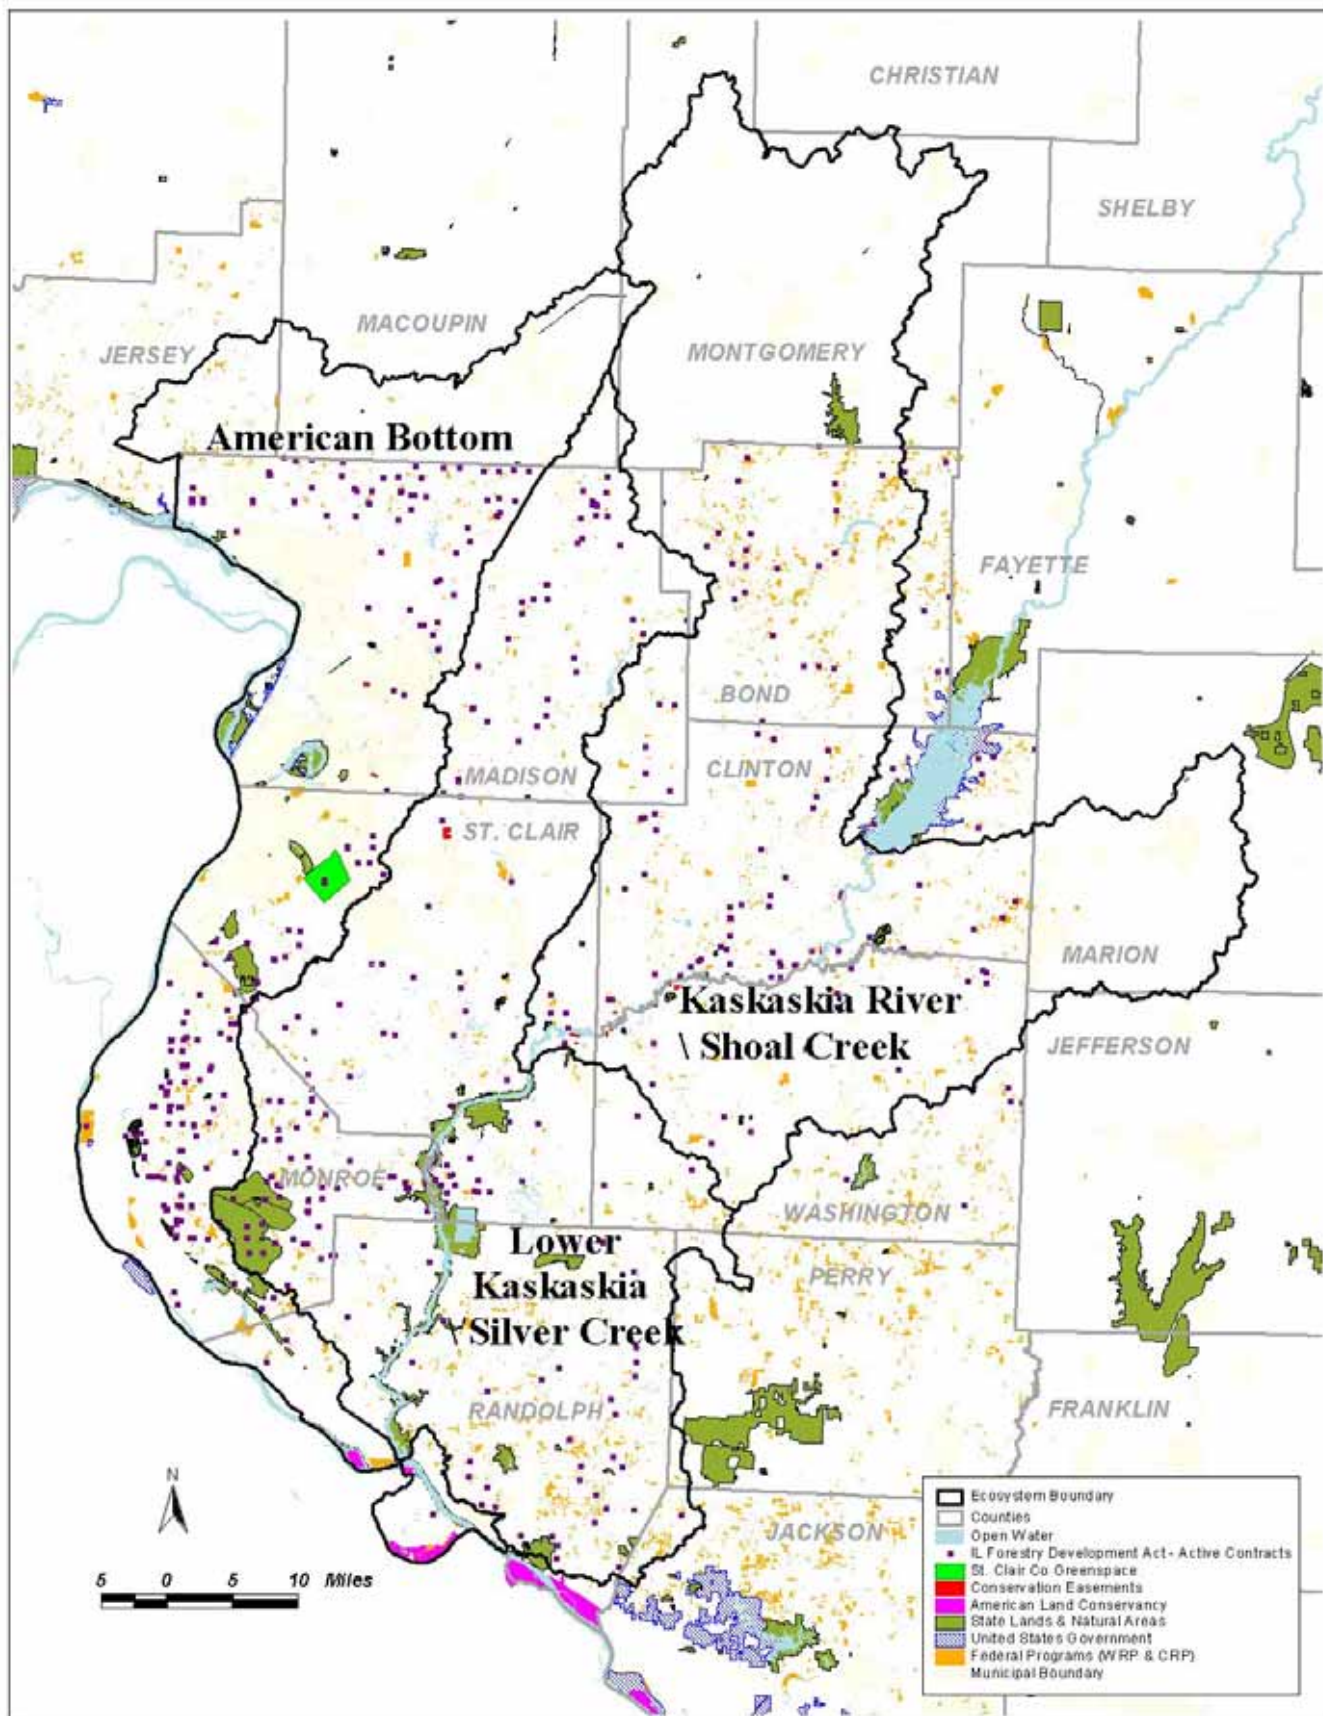 CHRISTIAN
SHELBY
MACOUPIN
JERSEY
MONTGOMERY
American Bottom
FAYETTE
BOND
MADISON
CLINTON
ST. CLAIR
MARION
Kaskaskia River
\ Shoal Creek
JEFFERSON
MONROE
WASHINGTON
Lower
Kaskaskia
\ Silver Creek
PERRY
RANDOLPH
FRANKLIN
JACKSON
N
5 0 5 10 Miles
Ecosystem Boundary
Counties
Open Water
IL Forestry Development Act - Active Contracts
St. Clair Co Greenspace
Conservation Easements
American Land Conservancy
State Lands & Natural Areas
United States Government
Federal Programs (WRP & CRP)
Municipal Boundary